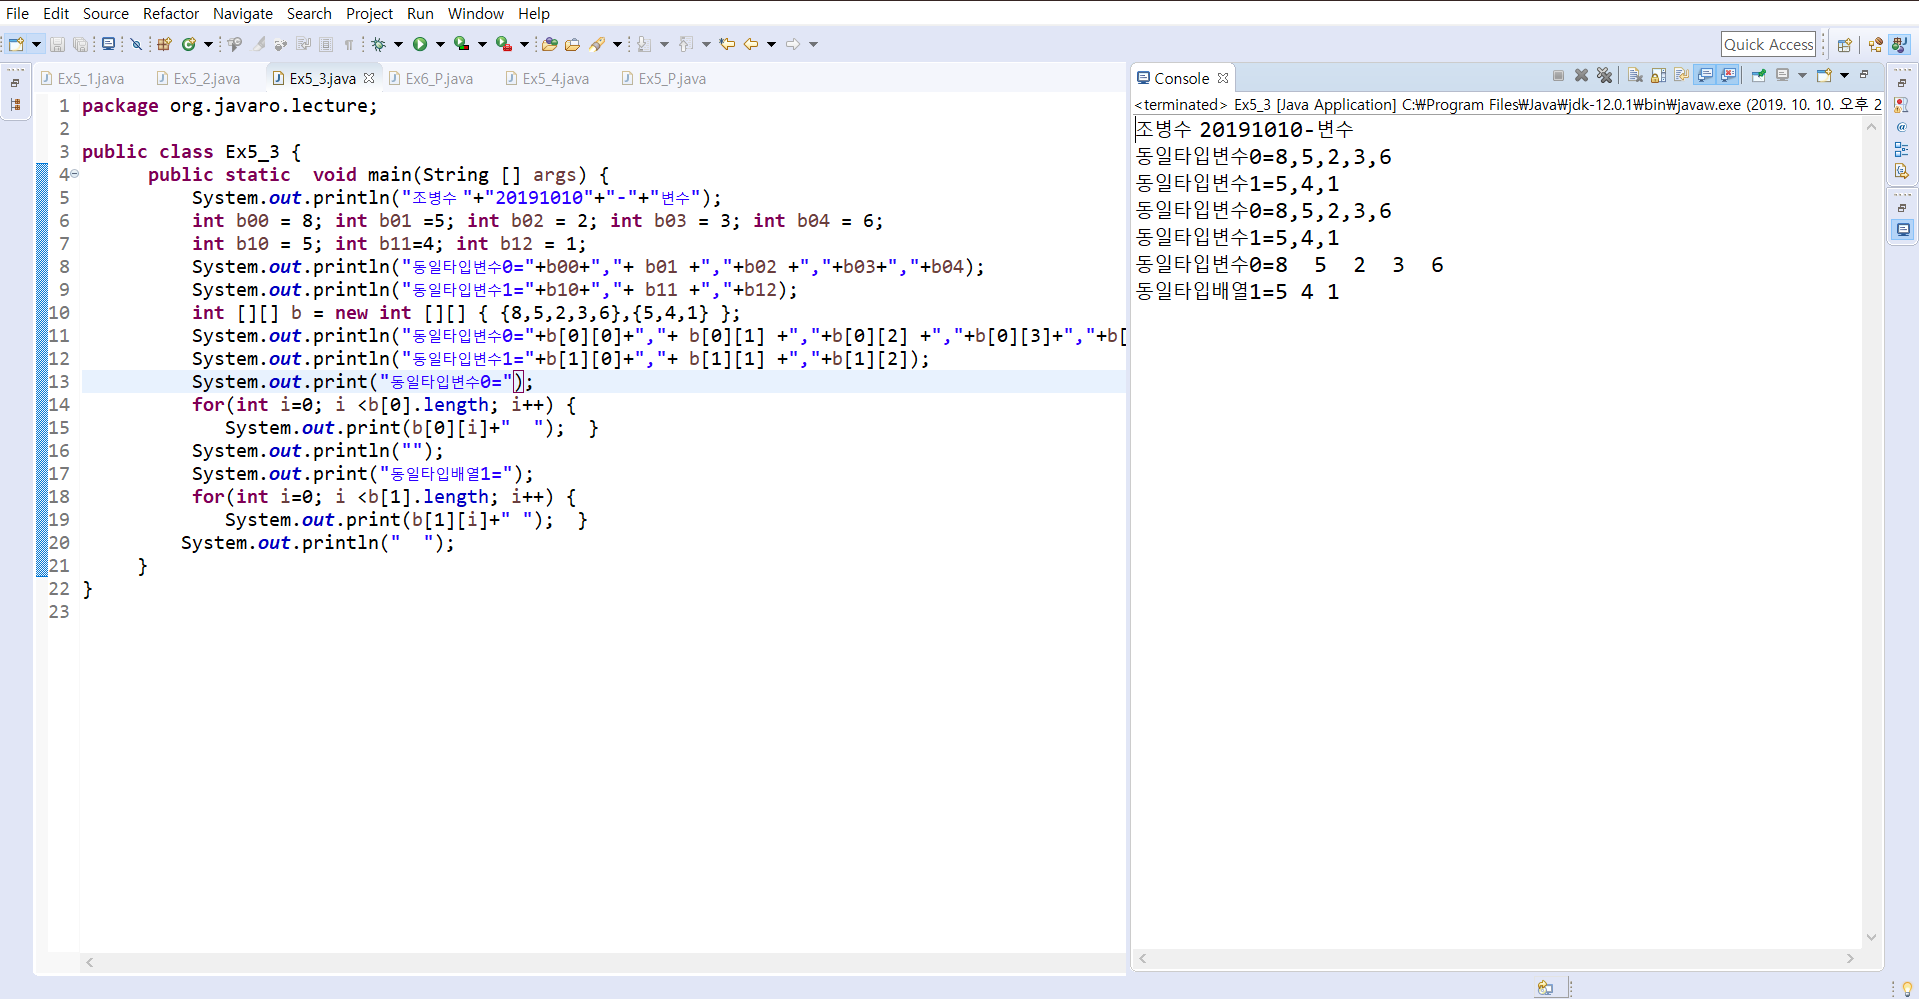 File Edit Source Refactor Navigate Search Project Run Window Help
Quick Access
Ex5_1.java Ex5_2.java Ex5_3.java Ex6_P.java Ex5_4.java Ex5_P.java
1 package org.javaro.lecture;
2
3 public class Ex5_3 {
4 public static  void main(String [] args) {
5 System.out.println("조병수 "+"20191010"+"-"+"변수");
6 int b00 = 8; int b01 =5; int b02 = 2; int b03 = 3; int b04 = 6;
7 int b10 = 5; int b11=4; int b12 = 1;
8 System.out.println("동일타입변수0="+b00+","+ b01 +","+b02 +","+b03+","+b04);
9 System.out.println("동일타입변수1="+b10+","+ b11 +","+b12);
10 int [][] b = new int [][] { {8,5,2,3,6},{5,4,1} };
11 System.out.println("동일타입변수0="+b[0][0]+","+ b[0][1] +","+b[0][2] +","+b[0][3]+","+b[
12 System.out.println("동일타입변수1="+b[1][0]+","+ b[1][1] +","+b[1][2]);
13 System.out.print("동일타입변수0=");
14 for(int i=0; i <b[0].length; i++) {
15 System.out.print(b[0][i]+"  ");  }
16 System.out.println("");
17 System.out.print("동일타입배열1=");
18 for(int i=0; i <b[1].length; i++) {
19 System.out.print(b[1][i]+" ");  }
20 System.out.println("  ");
21 }
22 }
23
Console
<terminated> Ex5_3 [Java Application] C:₩Program Files₩Java₩jdk-12.0.1₩bin₩javaw.exe (2019. 10. 10. 오후 2
조병수 20191010-변수
동일타입변수0=8,5,2,3,6
동일타입변수1=5,4,1
동일타입변수0=8,5,2,3,6
동일타입변수1=5,4,1
동일타입변수0=8  5  2  3  6
동일타입배열1=5 4 1